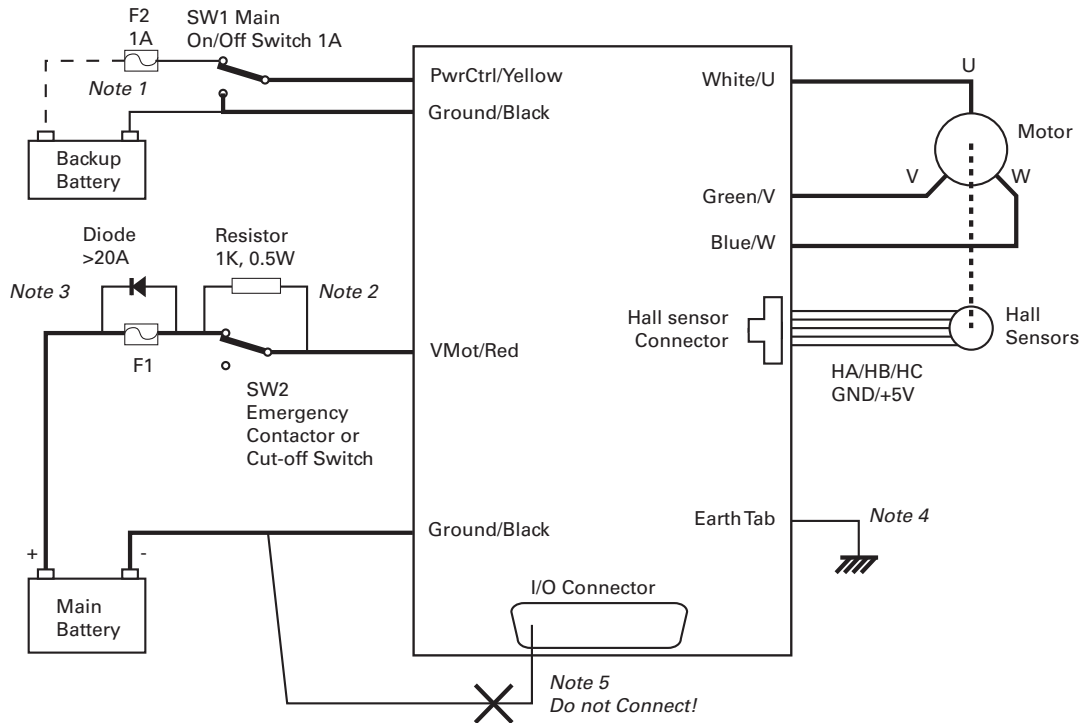 F2
1A
SW1 Main
On/Off Switch 1A
Note 1
Backup
Battery
PwrCtrl/Yellow
Ground/Black
White/U
U
Motor
V
W
Green/V
Blue/W
Diode
>20A
Resistor
1K, 0.5W
Note 3
Note 2
F1
VMot/Red
SW2
Emergency
Contactor or
Cut-off Switch
Hall sensor
Connector
Hall
Sensors
HA/HB/HC
GND/+5V
Ground/Black
Earth Tab
Note 4
+
-
Main
Battery
I/O Connector
Note 5
Do not Connect!